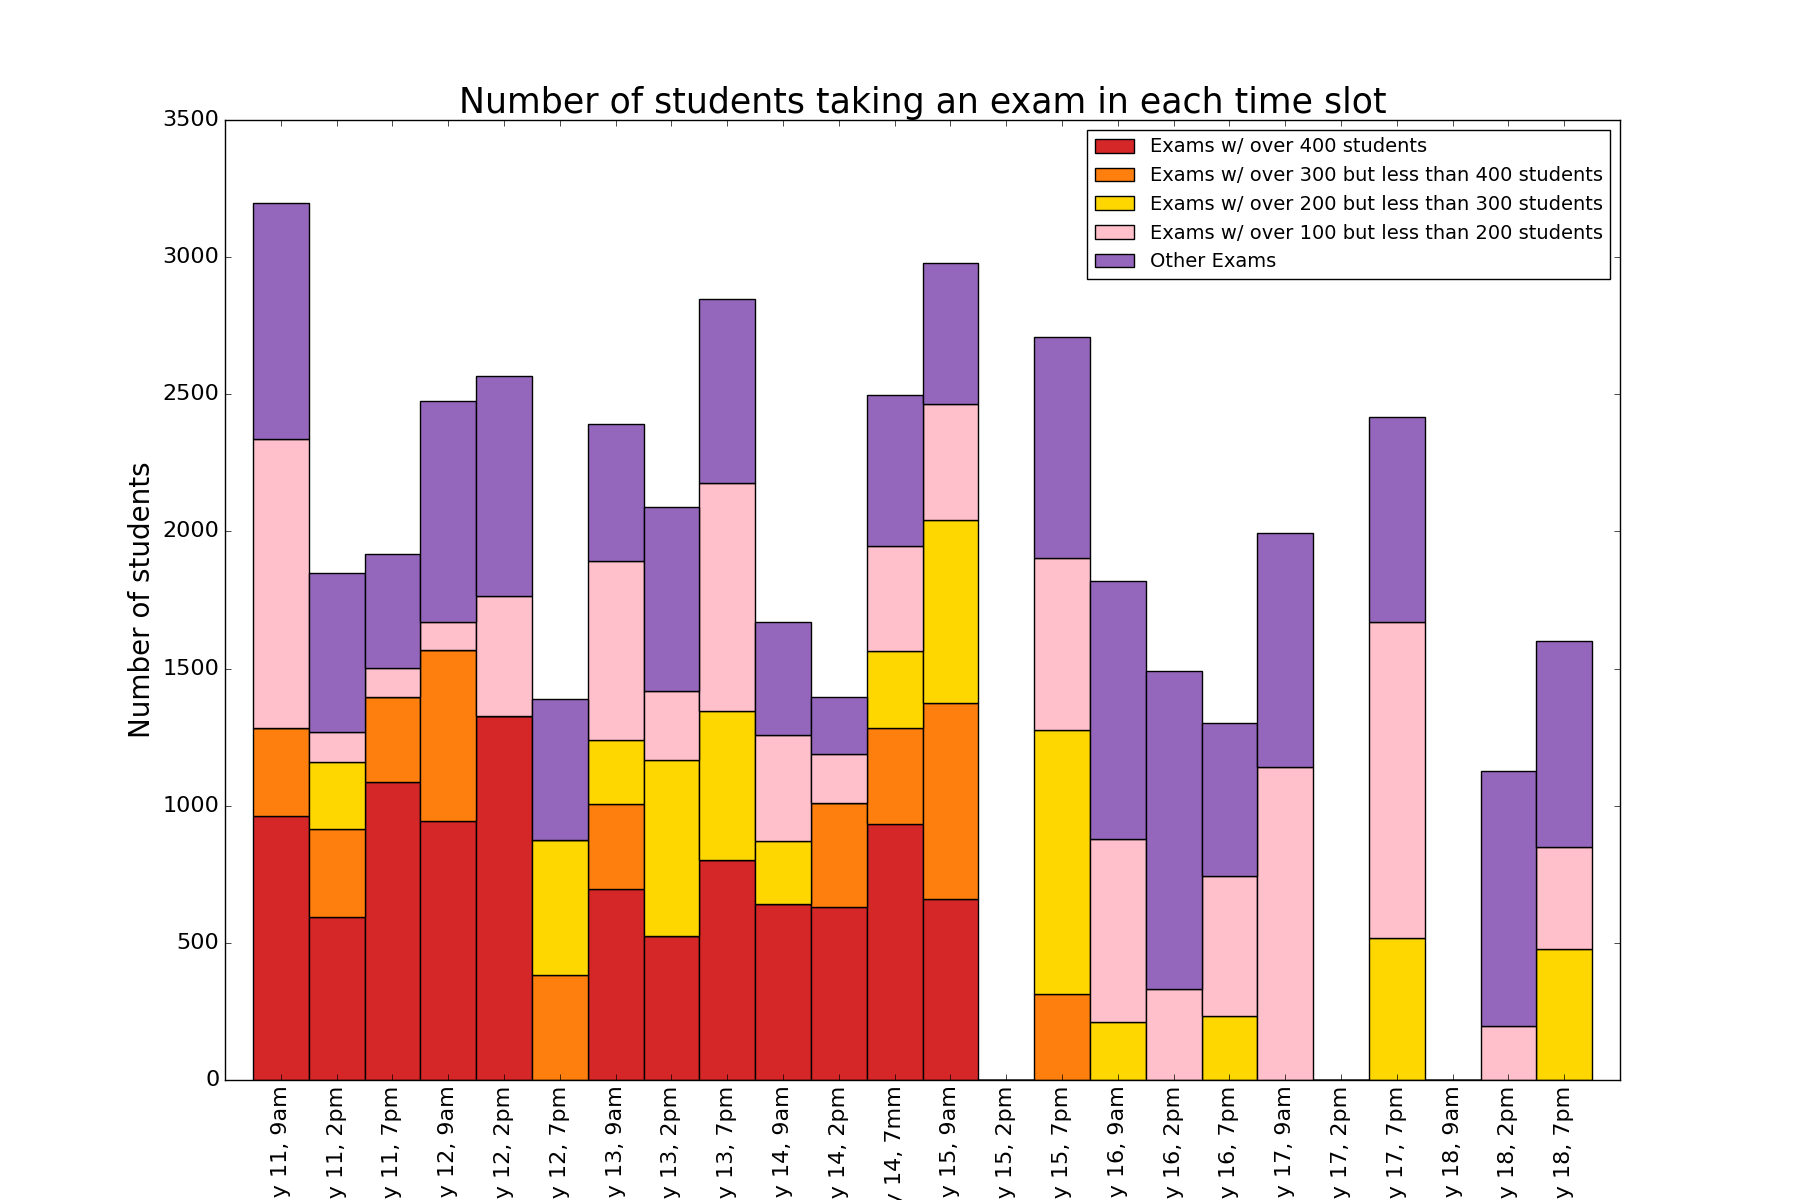 Number of students taking an exam in each time slot
3500
3000
2500
2000
1500
1000
500
0
Number of students
Exams w/ over 400 students
Exams w/ over 300 but less than 400 students
Exams w/ over 200 but less than 300 students
Exams w/ over 100 but less than 200 students
Other Exams
y 11, 9am
y 11, 2pm
y 11, 7pm
y 12, 9am
y 12, 2pm
y 12, 7pm
y 13, 9am
y 13, 2pm
y 13, 7pm
y 14, 9am
y 14, 2pm
y 14, 7mm
y 15, 9am
y 15, 2pm
y 15, 7pm
y 16, 9am
y 16, 2pm
y 16, 7pm
y 17, 9am
y 17, 2pm
y 17, 7pm
y 18, 9am
y 18, 2pm
y 18, 7pm